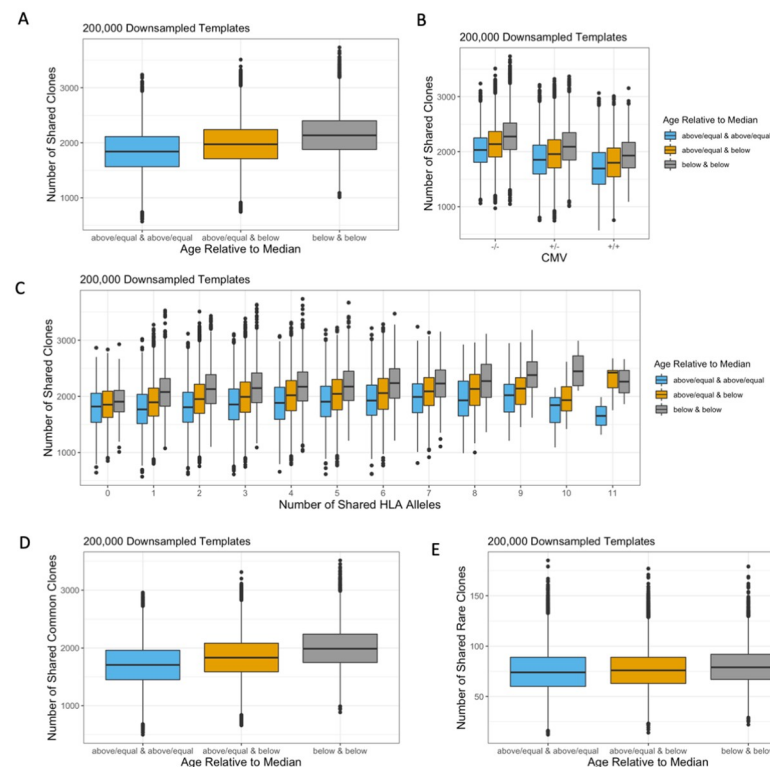 A
200,000 Downsampled Templates
Number of Shared Clones
3000
2000
1000
above/equal & above/equal
above/equal & below
below & below
Age Relative to Median
B
200,000 Downsampled Templates
Number of Shared Clones
3000
2000
1000
-/-
+/-
+/+
CMV
Age Relative to Median
above/equal & above/equal
above/equal & below
below & below
C
200,000 Downsampled Templates
Number of Shared Clones
3000
2000
1000
0 1 2 3 4 5 6 7 8 9 10 11
Number of Shared HLA Alleles
Age Relative to Median
above/equal & above/equal
above/equal & below
below & below
D
200,000 Downsampled Templates
Number of Shared Common Clones
3000
2000
1000
above/equal & above/equal
above/equal & below
below & below
Age Relative to Median
E
200,000 Downsampled Templates
Number of Shared Rare Clones
150
100
50
above/equal & above/equal
above/equal & below
below & below
Age Relative to Median